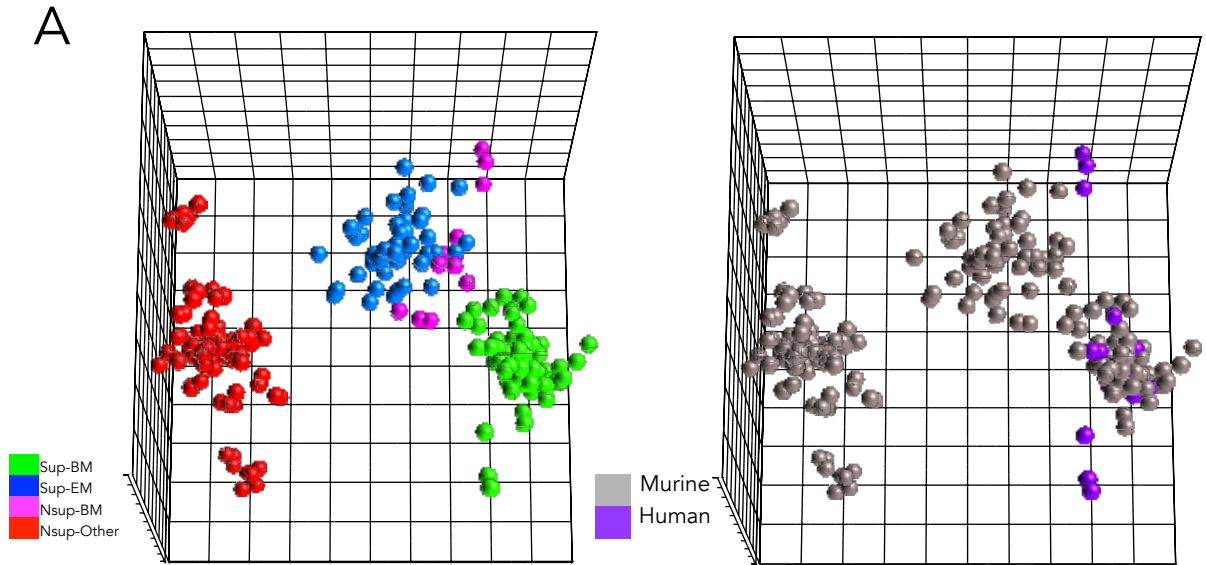 A
Sup-BM
Sup-EM
Nsup-BM
Nsup-Other
Murine
Human